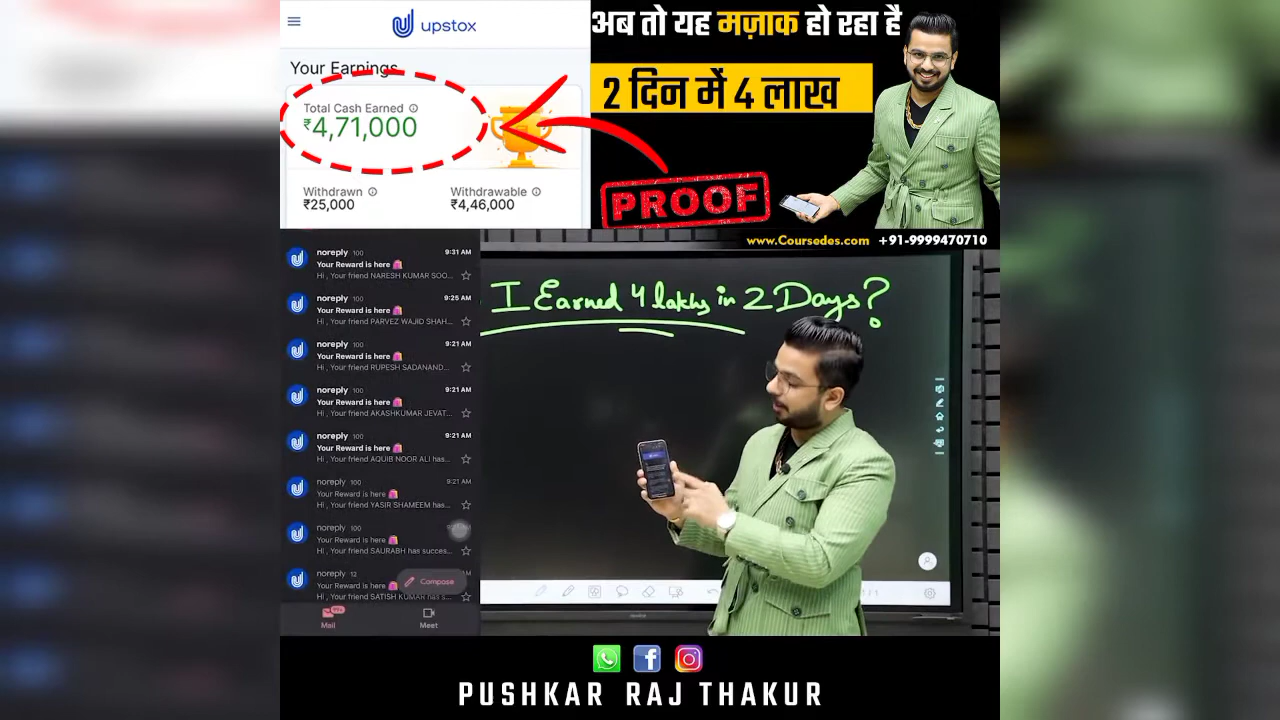 upstox
अब तो यह मज़ाक हो रहा है
Your Earnings
2 दिन में 4 लाख
Total Cash Earned
₹4,71,000
Withdrawn
Withdrawable
₹25,000
₹4,46,000
PROOF
www.Coursedes.com +91-9999470710
noreply 100 9:31 AM
Your Reward is here
Hi , Your friend NARESH KUMAR SOO...
noreply 100 9:25 AM
Your Reward is here
Hi , Your friend PARVEZ WAJID SHAH...
noreply 100 9:21 AM
Your Reward is here
Hi , Your friend RUPESH SADANAND...
noreply 100 9:21 AM
Your Reward is here
Hi , Your friend AKASHKUMAR JEVAT...
noreply 100 9:21 AM
Your Reward is here
Hi , Your friend AQUIB NOOR ALI has...
noreply 100 9:21 AM
Your Reward is here
Hi , Your friend YASIR SHAMEEM has...
noreply 100
Your Reward is here
Hi , Your friend SAURABH has succes...
noreply 12
Your Reward is here
Hi , Your friend SATISH KUMAR has s...
Compose
99+
Mail
Meet
I Earned 4 lakhs in 2 Days?
PUSHKAR RAJ THAKUR